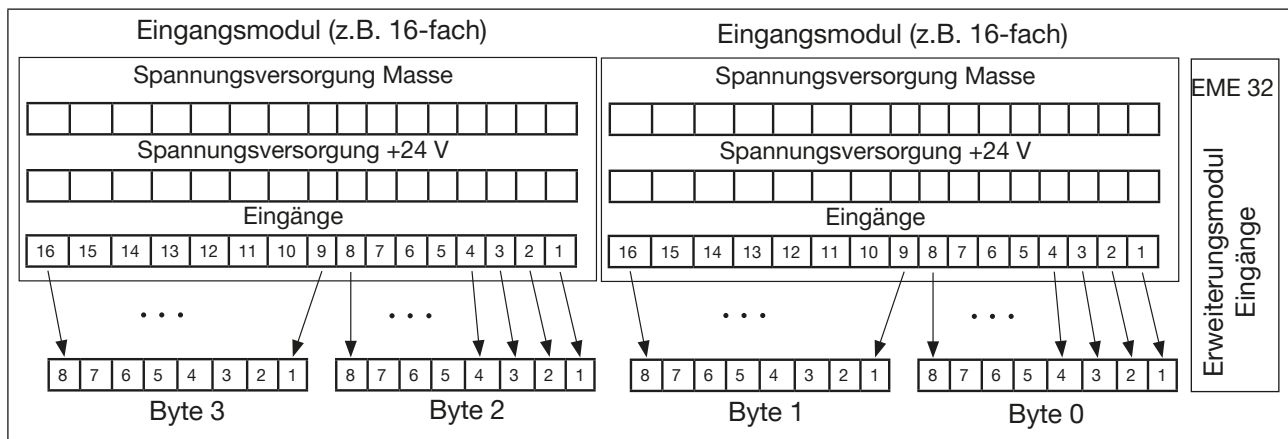 Eingangsmodul (z.B. 16-fach)
Spannungsversorgung Masse
Spannungsversorgung +24 V
Eingänge
16 15 14 13 12 11 10 9 8 7 6 5 4 3 2 1
. . . . . .
8 7 6 5 4 3 2 1 8 7 6 5 4 3 2 1
Byte 3 Byte 2
Eingangsmodul (z.B. 16-fach)
Spannungsversorgung Masse
Spannungsversorgung +24 V
Eingänge
16 15 14 13 12 11 10 9 8 7 6 5 4 3 2 1
. . . . . .
8 7 6 5 4 3 2 1 8 7 6 5 4 3 2 1
Byte 1 Byte 0
EME 32
Erweiterungsmodul
Eingänge